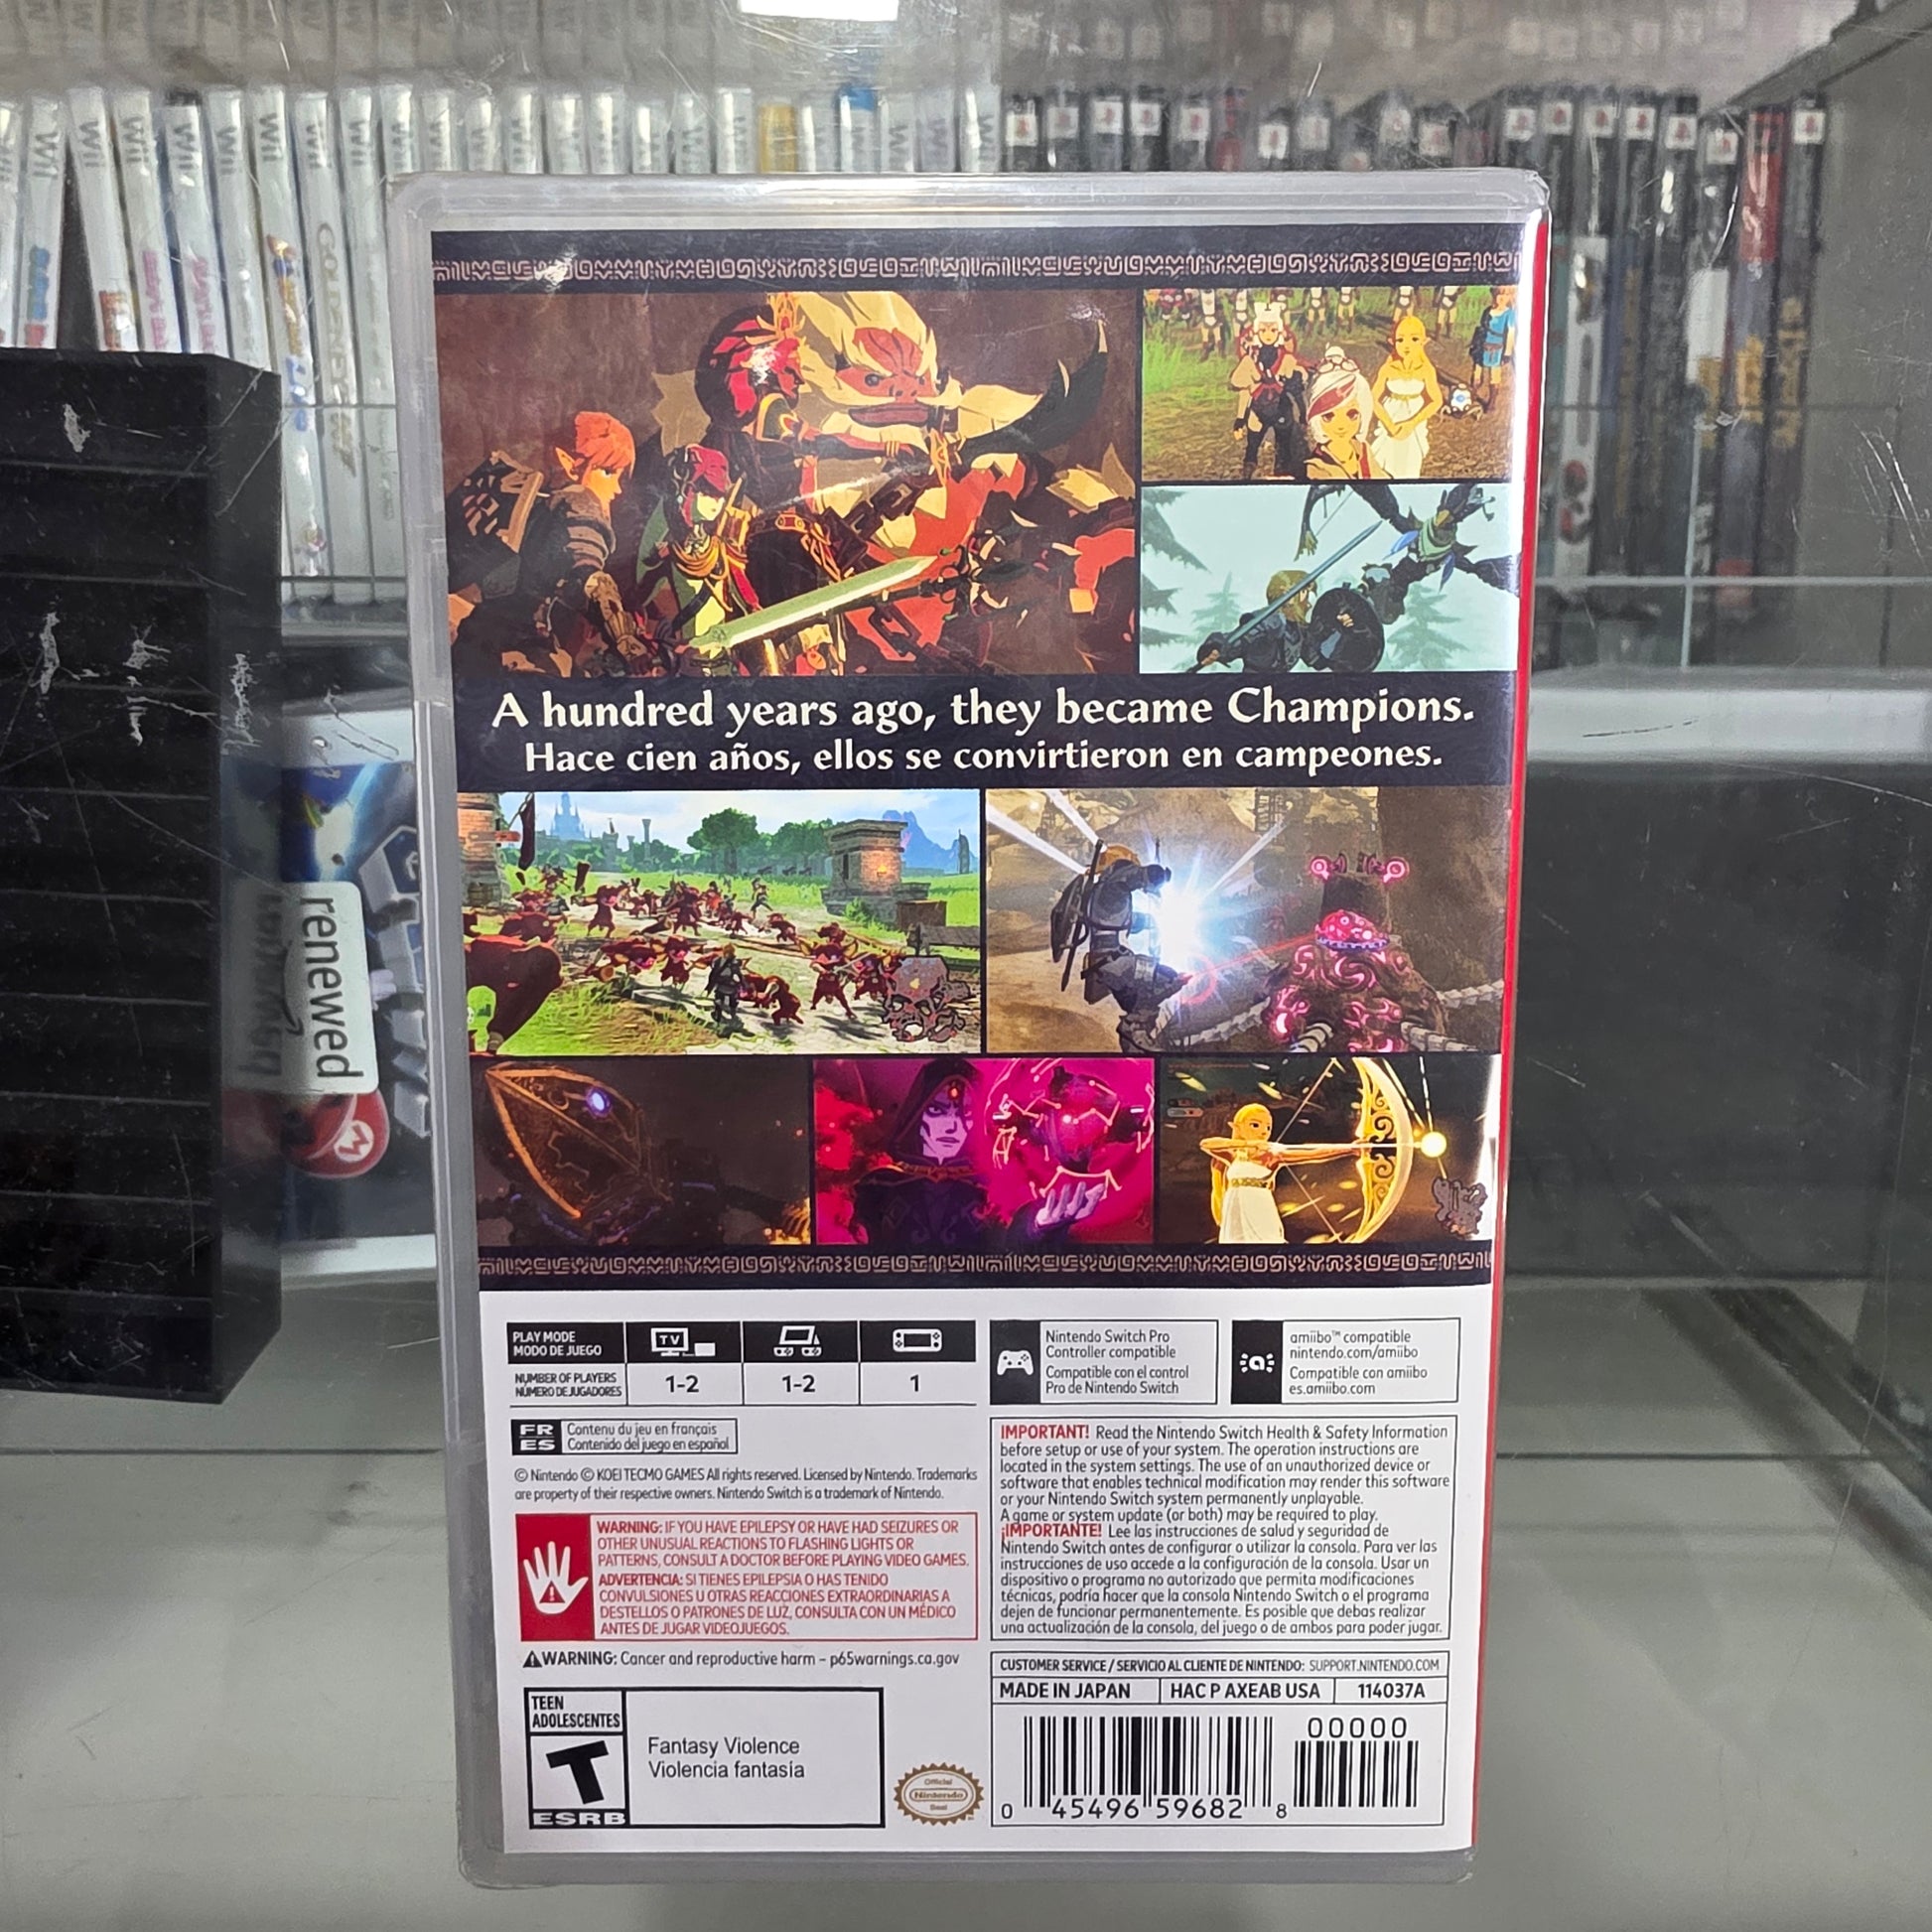 Wii
Wii
Wii
Wii
Wii
Wii
Wii
GOLDENEYE
renewed
A hundred years ago, they became Champions.
Hace cien años, ellos se convirtieron en campeones.
PLAY MODE
MODO DE JUEGO
TV
NUMBER OF PLAYERS
NÚMERO DE JUGADORES
1-2
1-2
1
Nintendo Switch Pro
Controller compatible
Compatible con el control
Pro de Nintendo Switch
amiibo™ compatible
nintendo.com/amiibo
Compatible con amiibo
es.amiibo.com
FR
ES
Contenu du jeu en français
Contenido del juego en español
© Nintendo © KOEI TECMO GAMES All rights reserved. Licensed by Nintendo. Trademarks
are property of their respective owners. Nintendo Switch is a trademark of Nintendo.
WARNING: IF YOU HAVE EPILEPSY OR HAVE HAD SEIZURES OR
OTHER UNUSUAL REACTIONS TO FLASHING LIGHTS OR
PATTERNS, CONSULT A DOCTOR BEFORE PLAYING VIDEO GAMES.
ADVERTENCIA: SI TIENES EPILEPSIA O HAS TENIDO
CONVULSIONES U OTRAS REACCIONES EXTRAORDINARIAS A
DESTELLOS O PATRONES DE LUZ, CONSULTA CON UN MÉDICO
ANTES DE JUGAR VIDEOJUEGOS.
WARNING: Cancer and reproductive harm – p65warnings.ca.gov
TEEN
ADOLESCENTES
T
ESRB
Fantasy Violence
Violencia fantasía
Official
Nintendo
Seal
IMPORTANT! Read the Nintendo Switch Health & Safety Information
before setup or use of your system. The operation instructions are
located in the system settings. The use of an unauthorized device or
software that enables technical modification may render this software
or your Nintendo Switch system permanently unplayable.
A game or system update (or both) may be required to play.
¡IMPORTANTE! Lee las instrucciones de salud y seguridad de
Nintendo Switch antes de configurar o utilizar la consola. Para ver las
instrucciones de uso accede a la configuración de la consola. Usar un
dispositivo o programa no autorizado que permita modificaciones
técnicas, podría hacer que la consola Nintendo Switch o el programa
dejen de funcionar permanentemente. Es posible que debas realizar
una actualización de la consola, del juego o de ambos para poder jugar.
CUSTOMER SERVICE / SERVICIO AL CLIENTE DE NINTENDO: SUPPORT.NINTENDO.COM
MADE IN JAPAN
HAC P AXEAB USA
114037A
00000
0 45496 59682 8